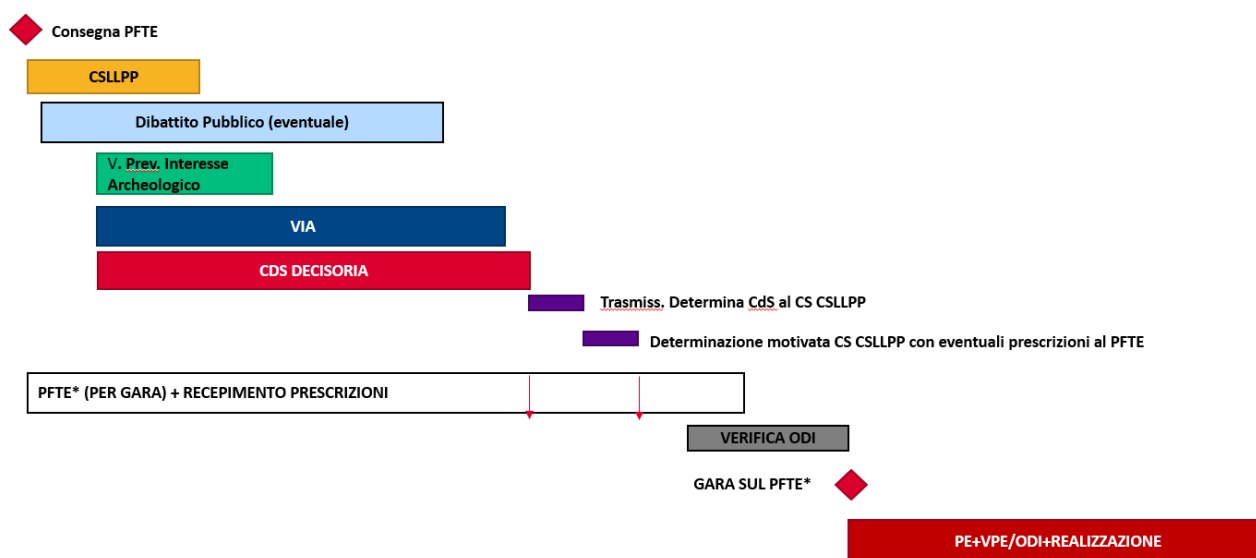 Consegna PFTE
CSLLPP
Dibattito Pubblico (eventuale)
V. Prev. Interesse
Archeologico
VIA
CDS DECISORIA
Trasmiss. Determina CdS al CS CSLLPP
Determinazione motivata CS CSLLPP con eventuali prescrizioni al PFTE
PFTE* (PER GARA) + RECEPIMENTO PRESCRIZIONI
VERIFICA ODI
GARA SUL PFTE*
PE+VPE/ODI+REALIZZAZIONE